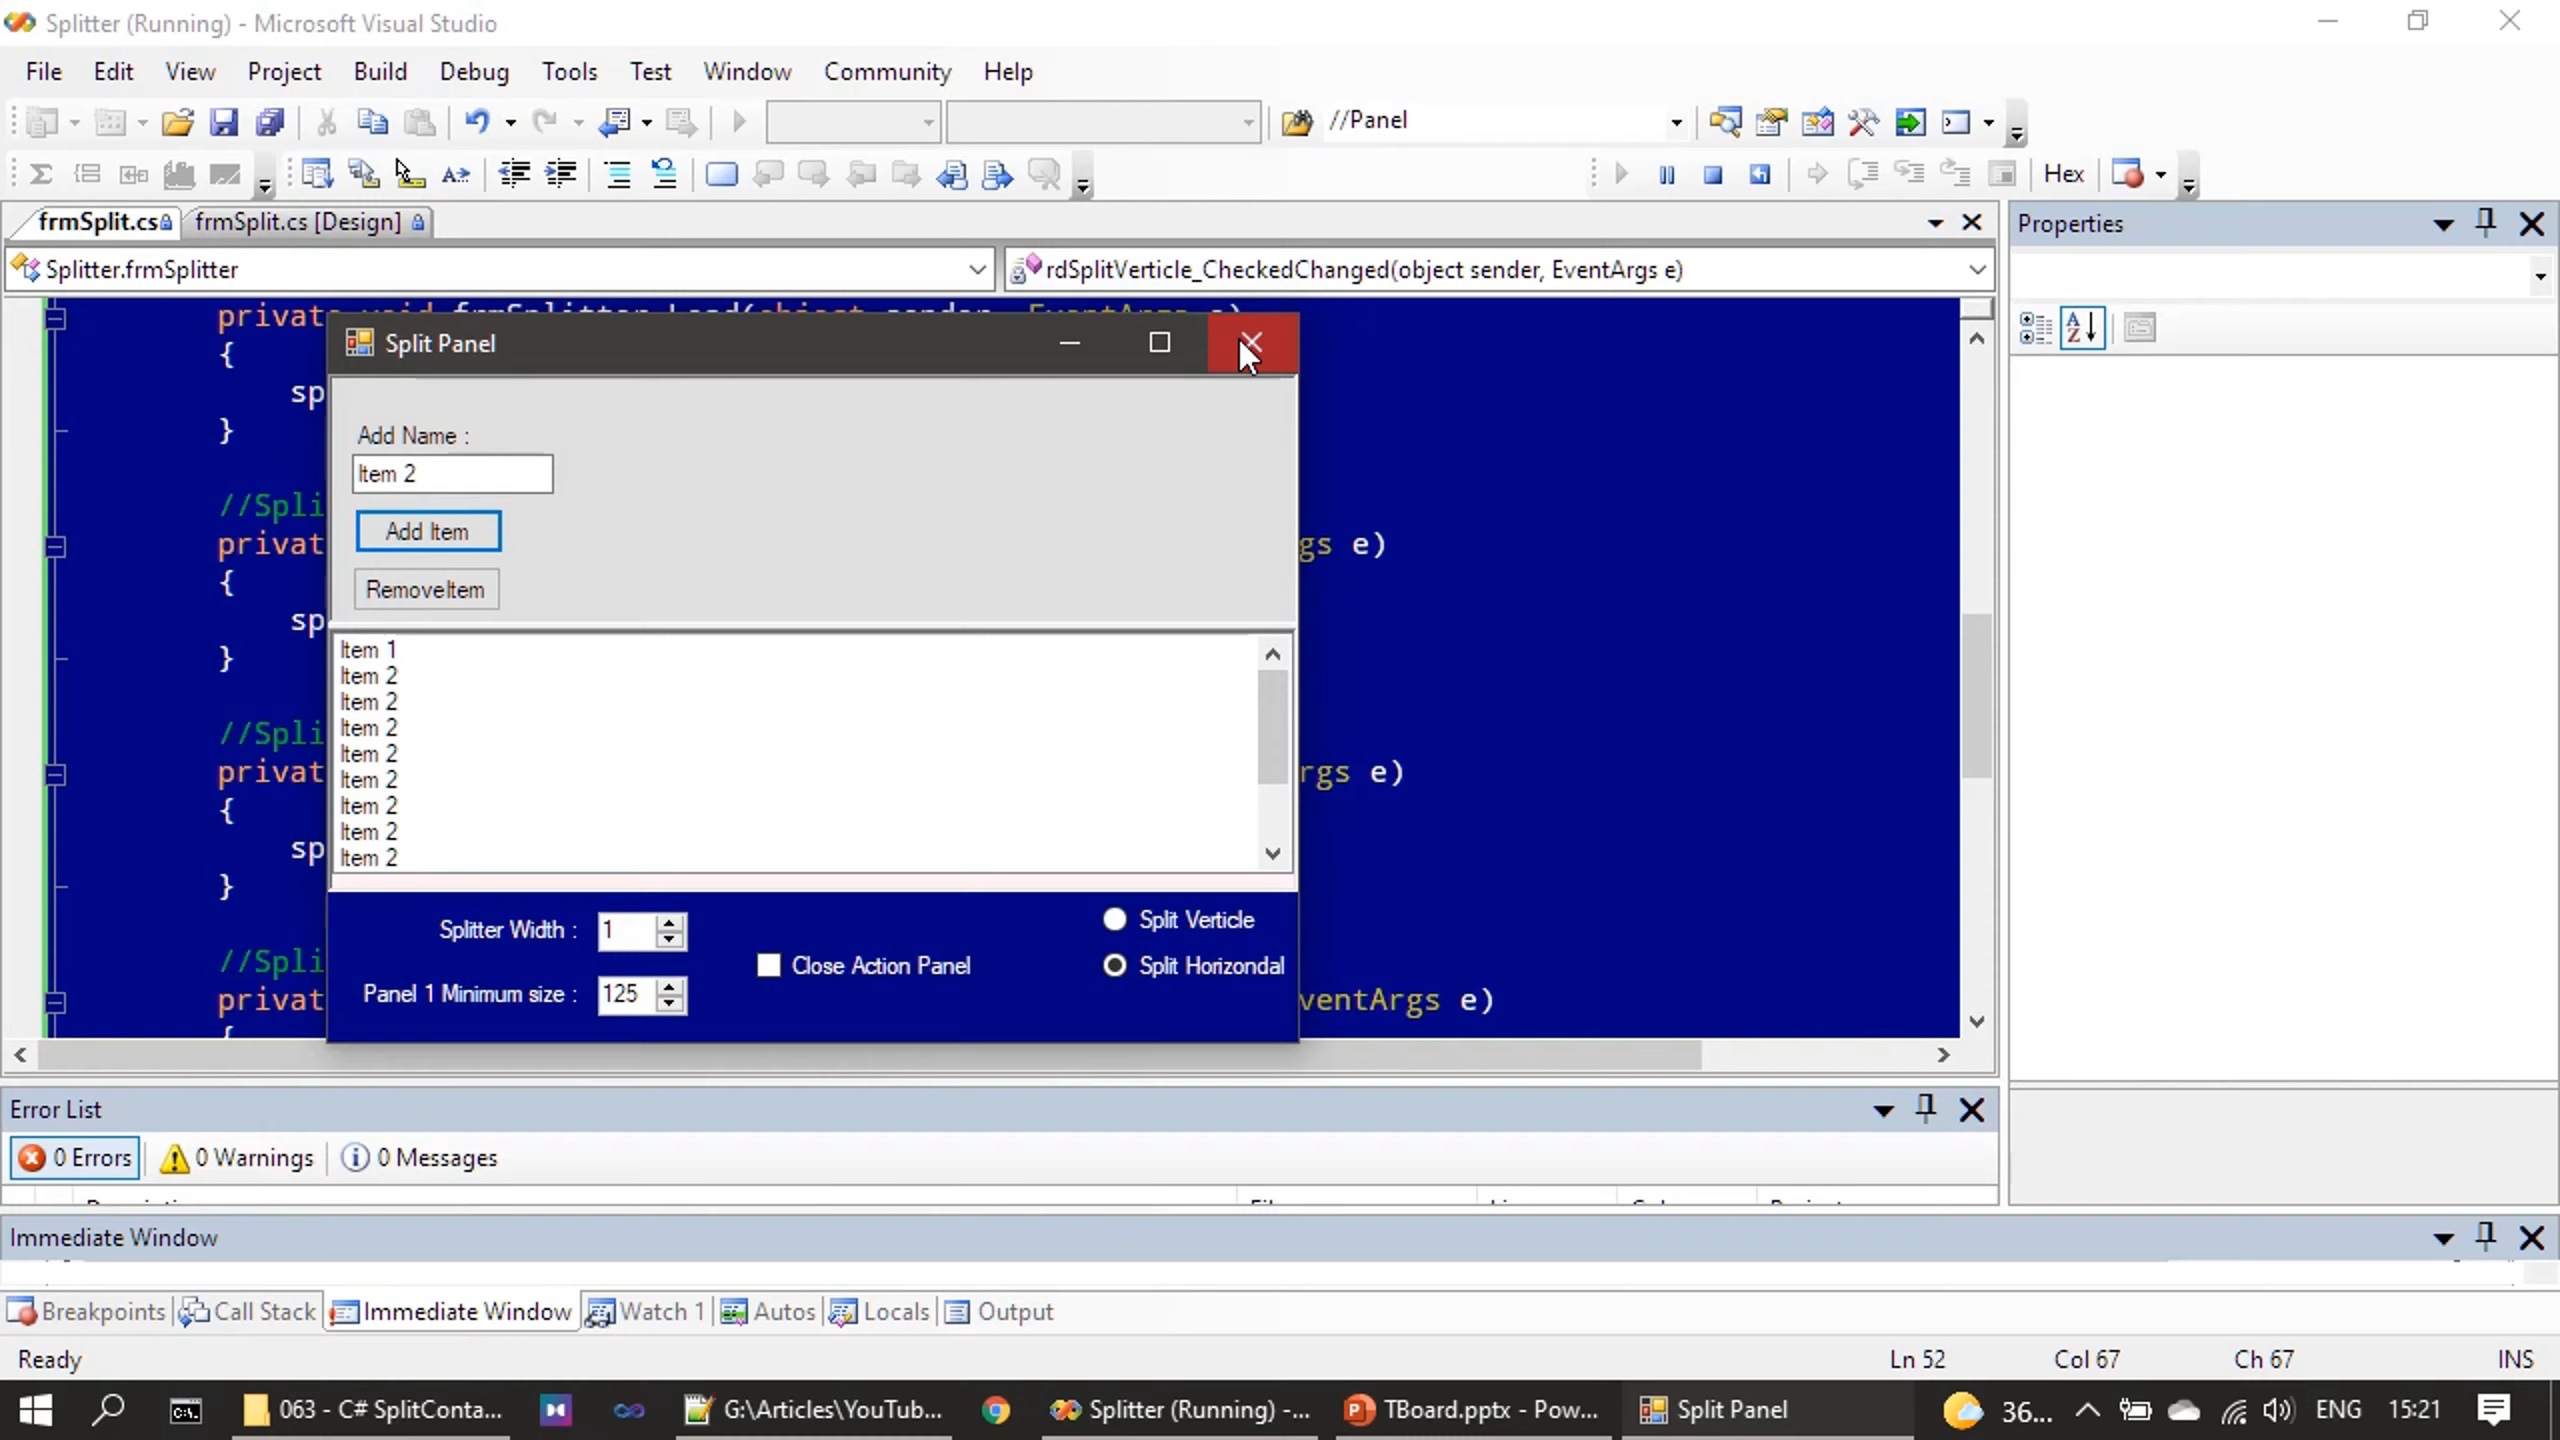 Splitter (Running) - Microsoft Visual Studio
File Edit View Project Build Debug Tools Test Window Community Help
//Panel
Hex
frmSplit.cs frmSplit.cs [Design]
Properties
Splitter.frmSplitter rdSplitVerticle_CheckedChanged(object sender, EventArgs e)
Split Panel
{
sp
}
Add Name :
Item 2
//Spli
Add Item
privat gs e)
{
RemoveItem
sp
}
Item 1
Item 2
Item 2
Item 2
Item 2
Item 2
Item 2
Item 2
Item 2
//Spli
privat rgs e)
{
sp
}
Splitter Width : 1
Split Verticle
Close Action Panel
Split Horizondal
Panel 1 Minimum size : 125
//Spli
privat ventArgs e)
{
Error List
0 Errors 0 Warnings 0 Messages
Immediate Window
Breakpoints Call Stack Immediate Window Watch 1 Autos Locals Output
Ready Ln 52 Col 67 Ch 67 INS
063 - C# SplitConta... G:\Articles\YouTub... Splitter (Running) -... TBoard.pptx - Pow... Split Panel 36... ENG 15:21